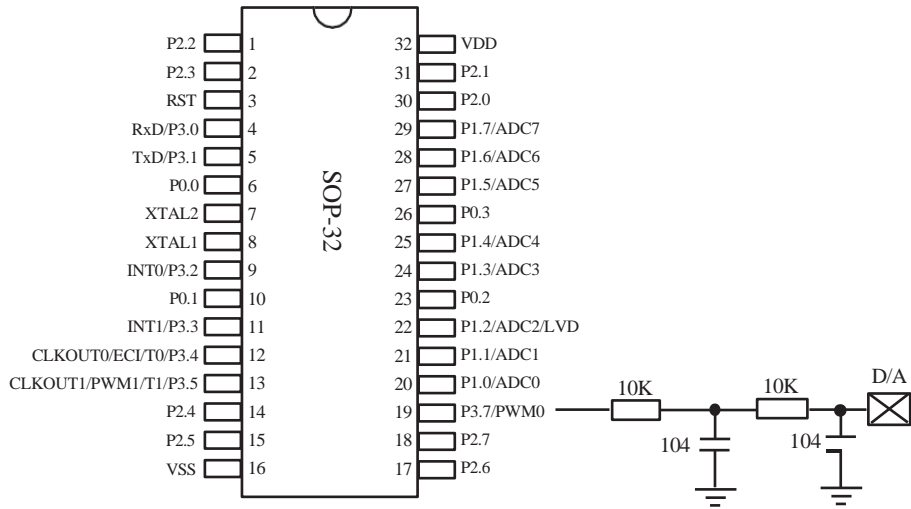 P2.2 1 32 VDD
P2.3 2 31 P2.1
RST 3 30 P2.0
RxD/P3.0 4 29 P1.7/ADC7
TxD/P3.1 5 28 P1.6/ADC6
P0.0 6 27 P1.5/ADC5
XTAL2 7 26 P0.3
XTAL1 8 25 P1.4/ADC4
INT0/P3.2 9 24 P1.3/ADC3
P0.1 10 23 P0.2
INT1/P3.3 11 22 P1.2/ADC2/LVD
CLKOUT0/ECI/T0/P3.4 12 21 P1.1/ADC1
CLKOUT1/PWM1/T1/P3.5 13 20 P1.0/ADC0
P2.4 14 19 P3.7/PWM0
P2.5 15 18 P2.7
VSS 16 17 P2.6
SOP-32
10K 10K D/A
104 104